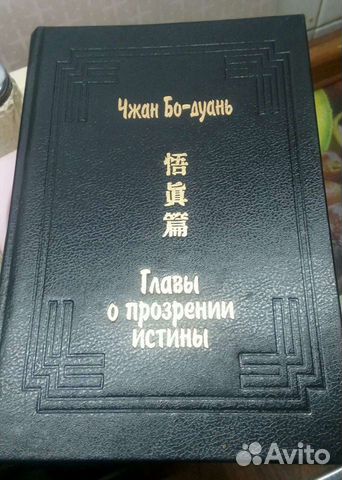 Чжан Бо-дуань
悟
眞
篇
Главы
о прозрении
истины
Avito